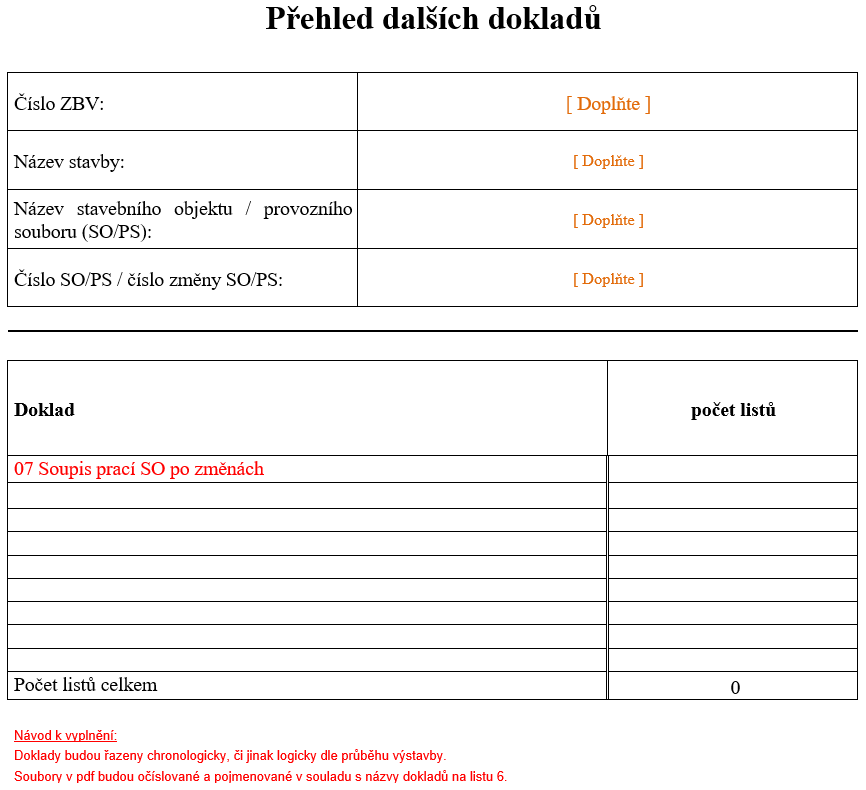 Přehled dalších dokladů
Číslo ZBV:
[ Doplňte ]
Název stavby:
[ Doplňte ]
Název stavebního objektu / provozního
souboru (SO/PS):
[ Doplňte ]
Číslo SO/PS / číslo změny SO/PS:
[ Doplňte ]
Doklad
počet listů
07 Soupis prací SO po změnách
Počet listů celkem
0
Návod k vyplnění:
Doklady budou řazeny chronologicky, či jinak logicky dle průběhu výstavby.
Soubory v pdf budou očíslované a pojmenované v souladu s názvy dokladů na listu 6.